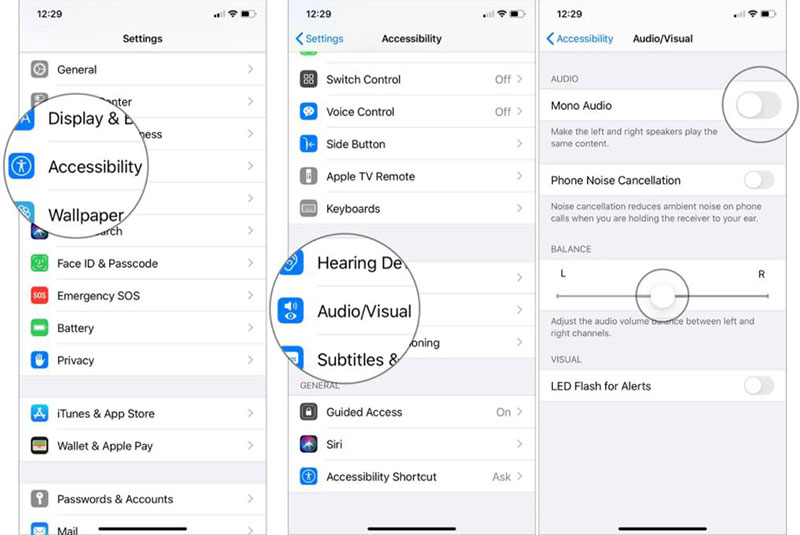 12:29
Settings
General
Center
Display & B
ness
Accessibility
Wallpaper
Search
Face ID & Passcode
Emergency SOS
SOS
Battery
Privacy
iTunes & App Store
Wallet & Apple Pay
Passwords & Accounts
Mail
12:29
Settings
Accessibility
Switch Control
Off
Voice Control
Off
Side Button
Apple TV Remote
Keyboards
Hearing De
Audio/Visual
oning
Subtitles &
GENERAL
Guided Access
On
Siri
Accessibility Shortcut
Ask
12:29
Accessibility
Audio/Visual
AUDIO
Mono Audio
Make the left and right speakers play the
same content.
Phone Noise Cancellation
Noise cancellation reduces ambient noise on phone
calls when you are holding the receiver to your ear.
BALANCE
L
R
Adjust the audio volume balance between left and
right channels.
VISUAL
LED Flash for Alerts